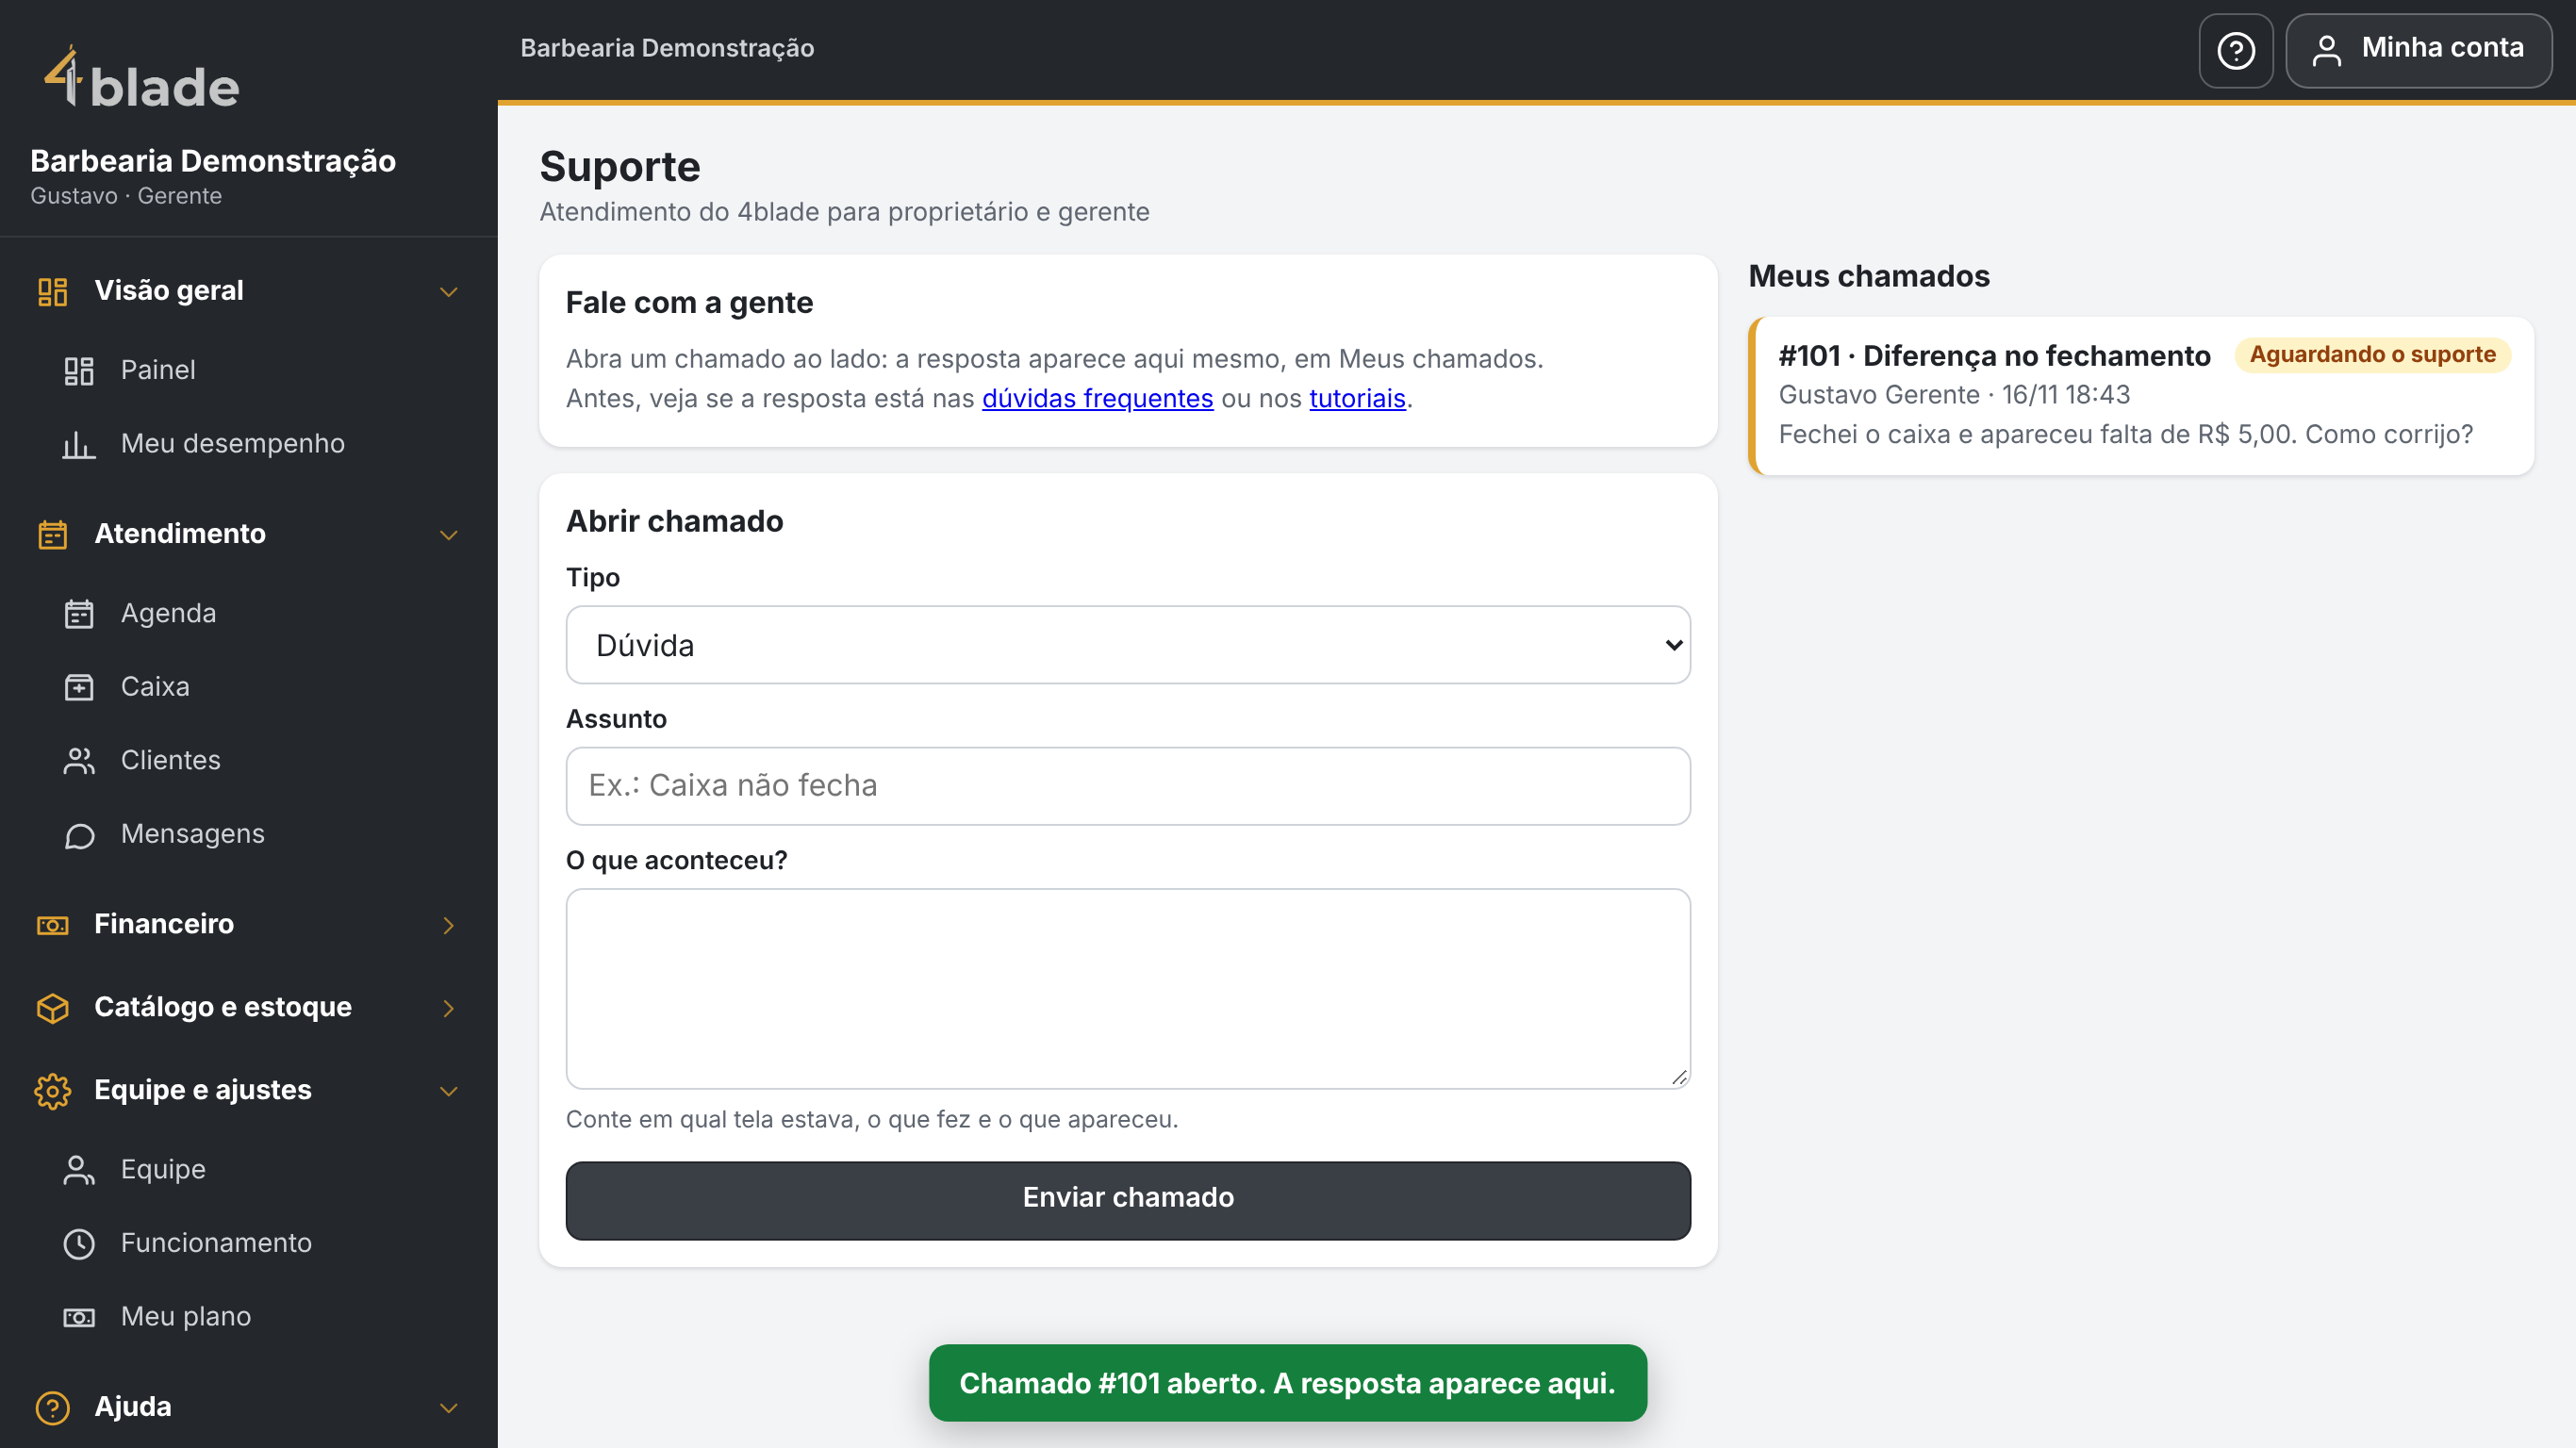 4blade
Barbearia Demonstração
Gustavo · Gerente
Visão geral
Painel
Meu desempenho
Atendimento
Agenda
Caixa
Clientes
Mensagens
Financeiro
Catálogo e estoque
Equipe e ajustes
Equipe
Funcionamento
Meu plano
Ajuda
Barbearia Demonstração
Minha conta
Suporte
Atendimento do 4blade para proprietário e gerente
Fale com a gente
Abra um chamado ao lado: a resposta aparece aqui mesmo, em Meus chamados.
Antes, veja se a resposta está nas dúvidas frequentes ou nos tutoriais.
Abrir chamado
Tipo
Dúvida
Assunto
Ex.: Caixa não fecha
O que aconteceu?
Conte em qual tela estava, o que fez e o que apareceu.
Enviar chamado
Meus chamados
#101 · Diferença no fechamento Aguardando o suporte
Gustavo Gerente · 16/11 18:43
Fechei o caixa e apareceu falta de R$ 5,00. Como corrijo?
Chamado #101 aberto. A resposta aparece aqui.